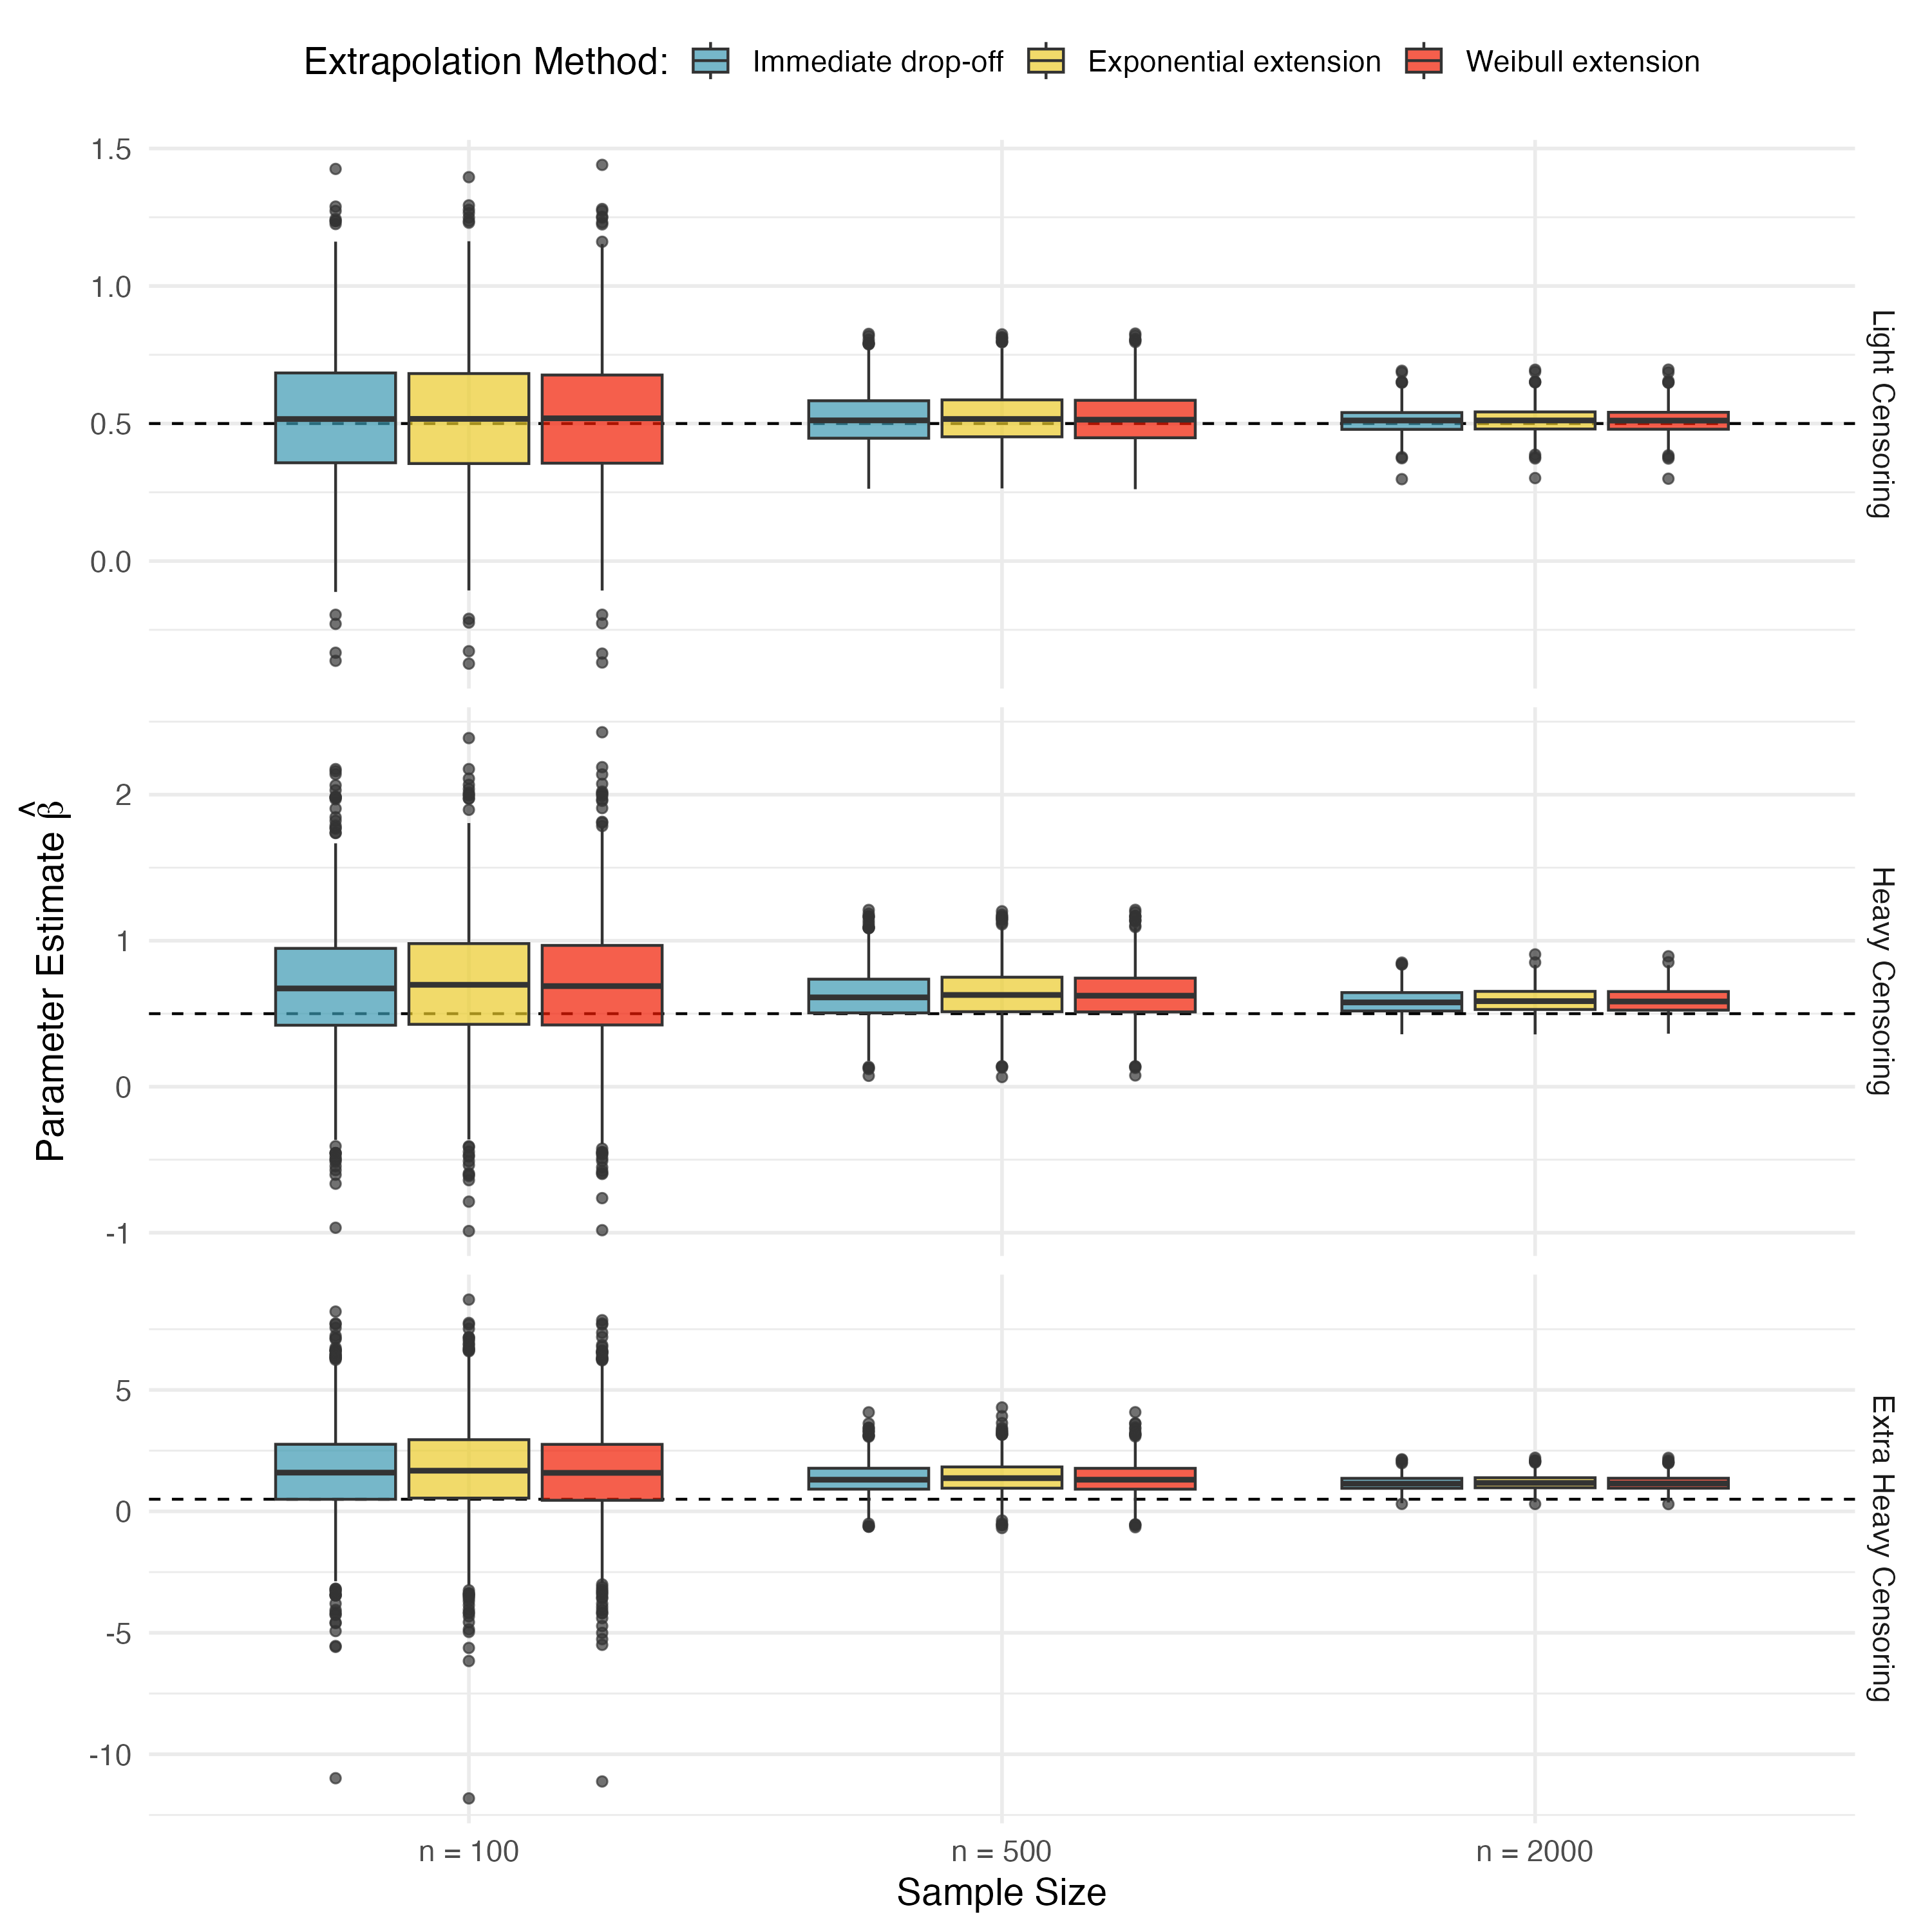 Extrapolation Method: Immediate drop-off Exponential extension Weibull extension
1.5
1.0
0.5
0.0
Light Censoring
2
1
0
-1
Heavy Censoring
5
0
-5
-10
Extra Heavy Censoring
Parameter Estimate β̂
n = 100 n = 500 n = 2000
Sample Size